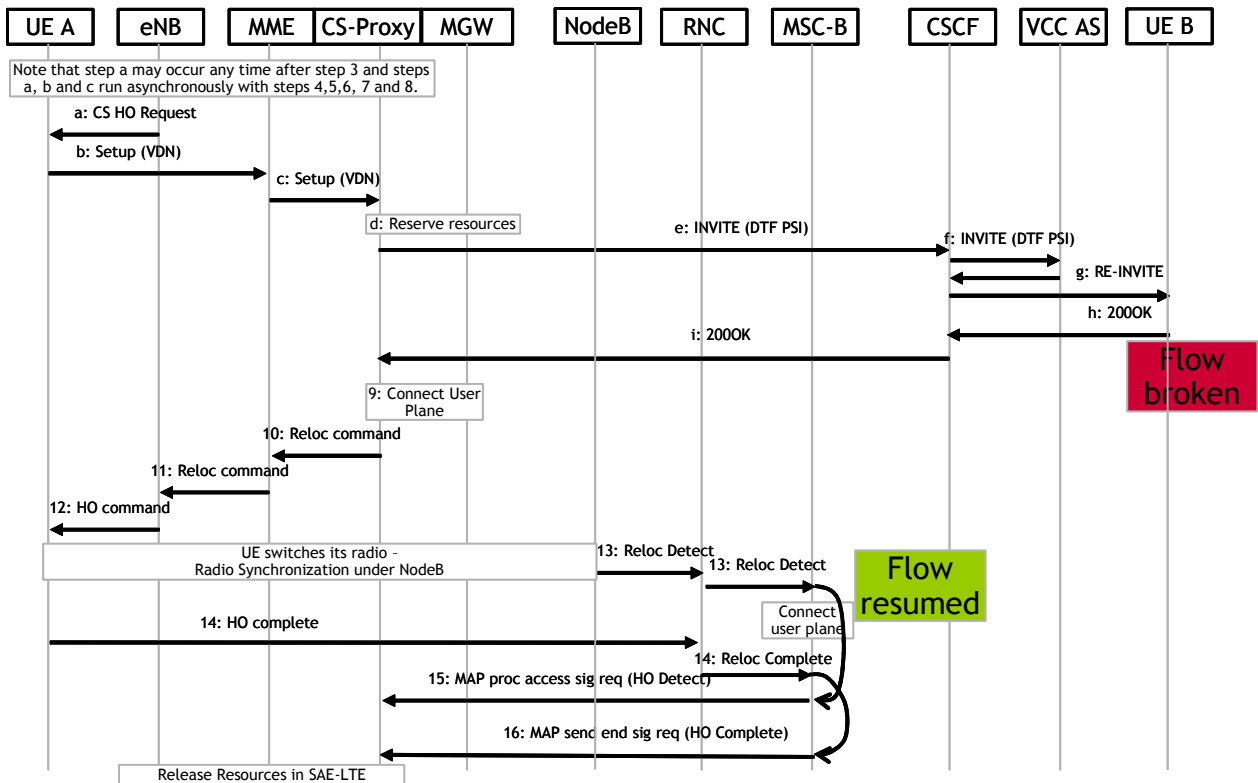 UE A
eNB
MME
CS-Proxy
MGW
NodeB
RNC
MSC-B
CSCF
VCC AS
UE B
Note that step a may occur any time after step 3 and steps
a, b and c run asynchronously with steps 4,5,6, 7 and 8.
a: CS HO Request
b: Setup (VDN)
c: Setup (VDN)
d: Reserve resources
e: INVITE (DTF PSI)
f: INVITE (DTF PSI)
g: RE-INVITE
h: 200OK
i: 200OK
Flow
broken
9: Connect User
Plane
10: Reloc command
11: Reloc command
12: HO command
UE switches its radio -
Radio Synchronization under NodeB
13: Reloc Detect
13: Reloc Detect
Flow
resumed
Connect
user plane
14: HO complete
14: Reloc Complete
15: MAP proc access sig req (HO Detect)
16: MAP send end sig req (HO Complete)
Release Resources in SAE-LTE